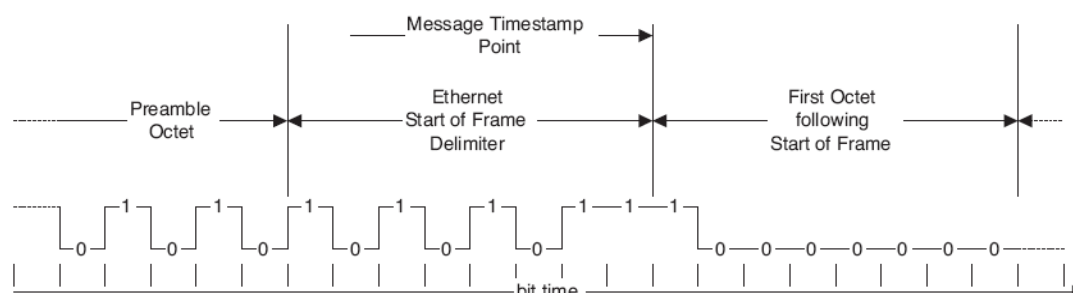 Message Timestamp
Point
Preamble
Octet
Ethernet
Start of Frame
Delimiter
First Octet
following
Start of Frame
0 1 0 1 0 1 0 1 0 1 0 1 1 1 0 0 0 0 0 0 0
bit time